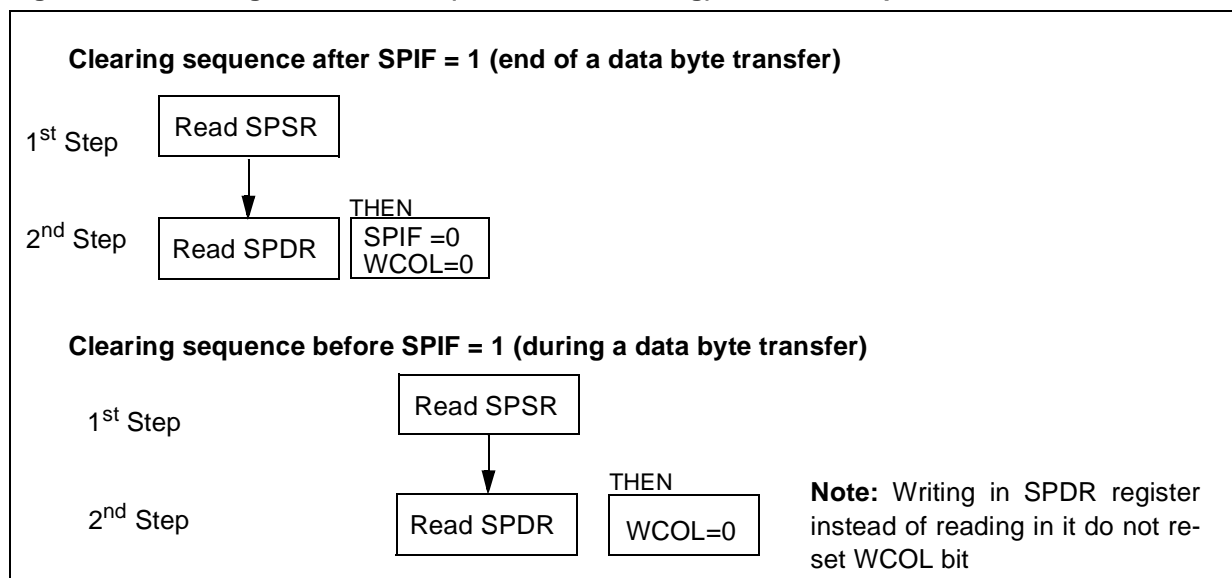 Clearing sequence after SPIF = 1 (end of a data byte transfer)
1st Step
Read SPSR
THEN
2nd Step
Read SPDR
SPIF =0
WCOL=0
Clearing sequence before SPIF = 1 (during a data byte transfer)
1st Step
Read SPSR
THEN
2nd Step
Read SPDR
WCOL=0
Note: Writing in SPDR register
instead of reading in it do not re-
set WCOL bit